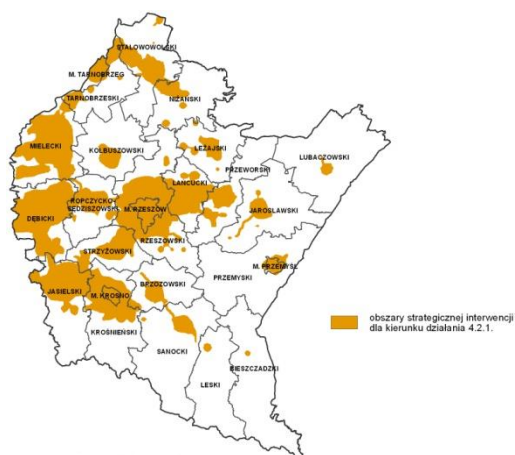 STALOWOWOLSKI
M. TARNOBRZEG
TARNOBRZESKI
NIŻAŃSKI
MIELECKI
KOLBUSZOWSKI
LEŻAJSKI
LUBACZOWSKI
PRZEWORSKI
ŁAŃCUCKI
ROPCZYCKO-
SĘDZISZOWSKI
M. RZESZÓW
JAROSŁAWSKI
DĘBICKI
RZESZOWSKI
STRZYŻOWSKI
M. PRZEMYŚL
PRZEMYSKI
JASIELSKI
M. KROSNO
BRZOZOWSKI
KROŚNIEŃSKI
SANOCKI
LESKI
BIESZCZADZKI
obszary strategicznej interwencji
dla kierunku działania 4.2.1.